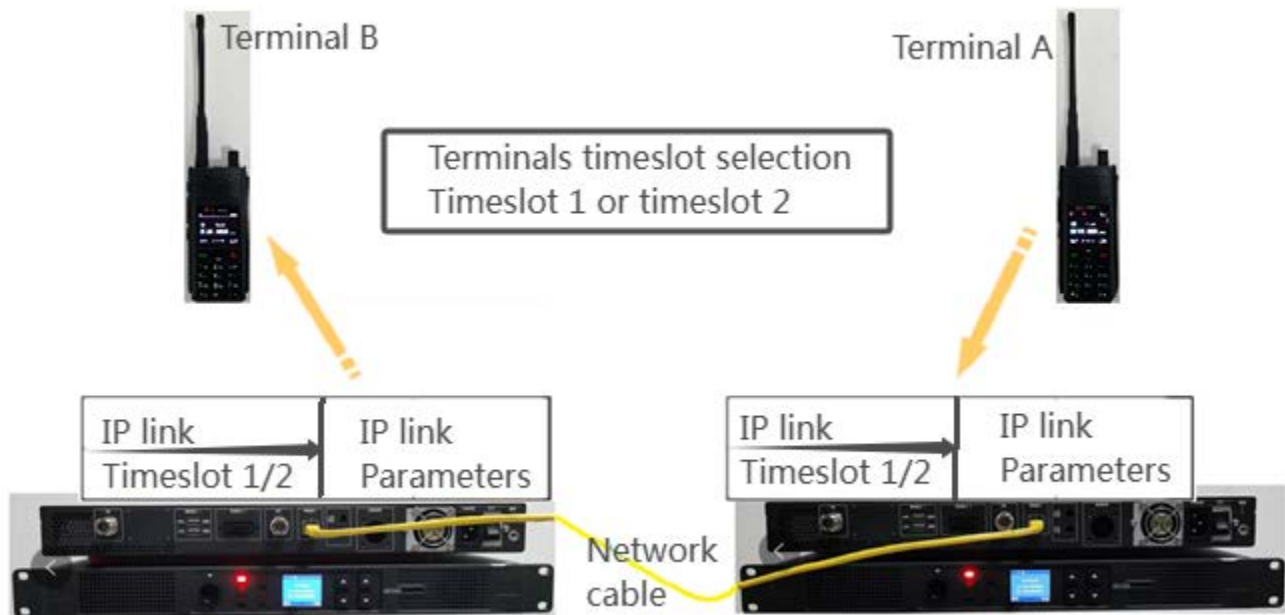 Terminal B
Terminal A
Terminals timeslot selection
Timeslot 1 or timeslot 2
IP link
Timeslot 1/2
IP link
Parameters
IP link
Timeslot 1/2
IP link
Parameters
Network
cable